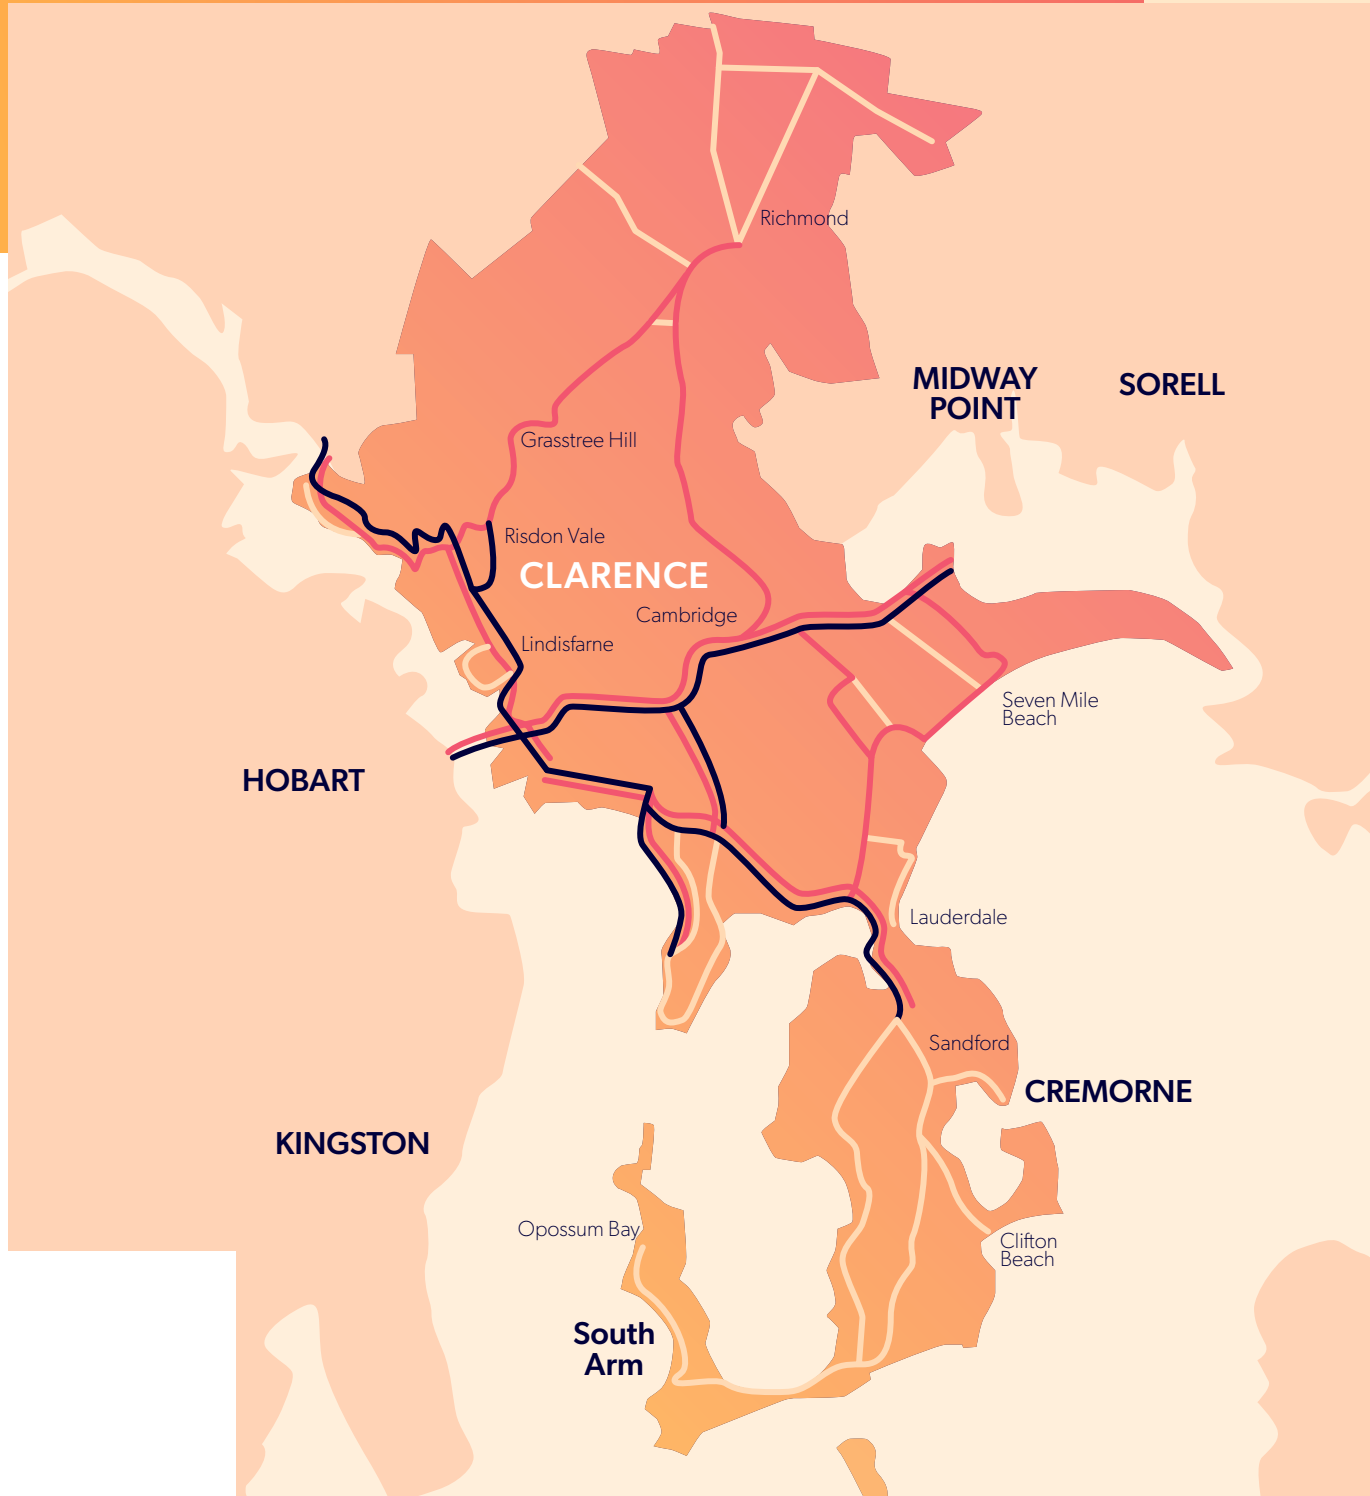 Richmond
MIDWAY
POINT
SORELL
Grasstree Hill
Risdon Vale
CLARENCE
Cambridge
Lindisfarne
Seven Mile
Beach
HOBART
Lauderdale
Sandford
CREMORNE
KINGSTON
Opossum Bay
Clifton
Beach
South
Arm